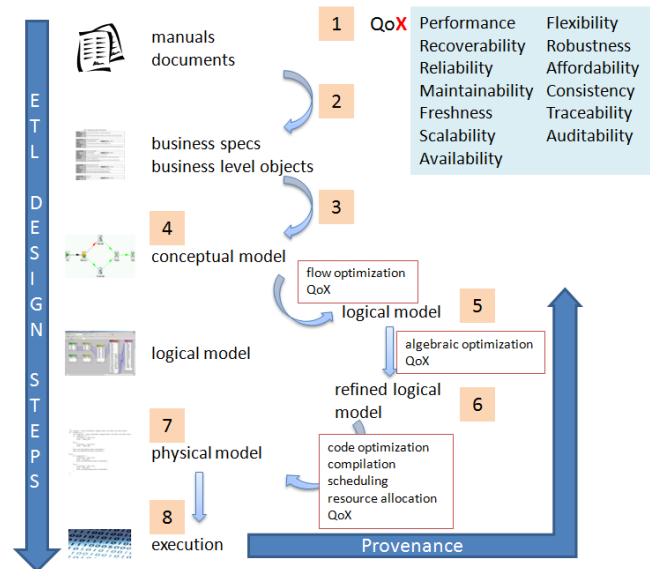 1
QoX
Performance
Recoverability
Reliability
Maintainability
Freshness
Scalability
Availability
Flexibility
Robustness
Affordability
Consistency
Traceability
Auditability
ETL DESIGN STEPS
manuals
documents
2
business specs
business level objects
3
4
conceptual model
flow optimization
QoX
logical model
5
logical model
algebraic optimization
QoX
refined logical
model
6
7
physical model
code optimization
compilation
scheduling
resource allocation
QoX
8
execution
Provenance